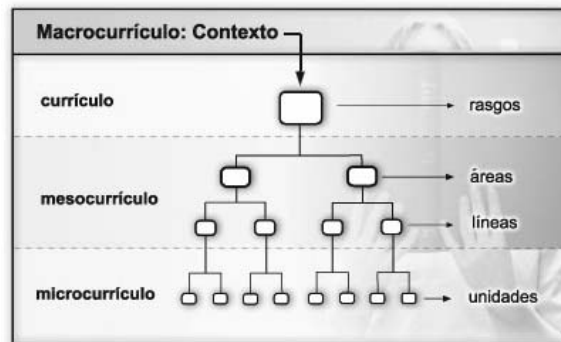 Macrocurrículo: Contexto
currículo
rasgos
mesocurrículo
áreas
líneas
microcurrículo
unidades